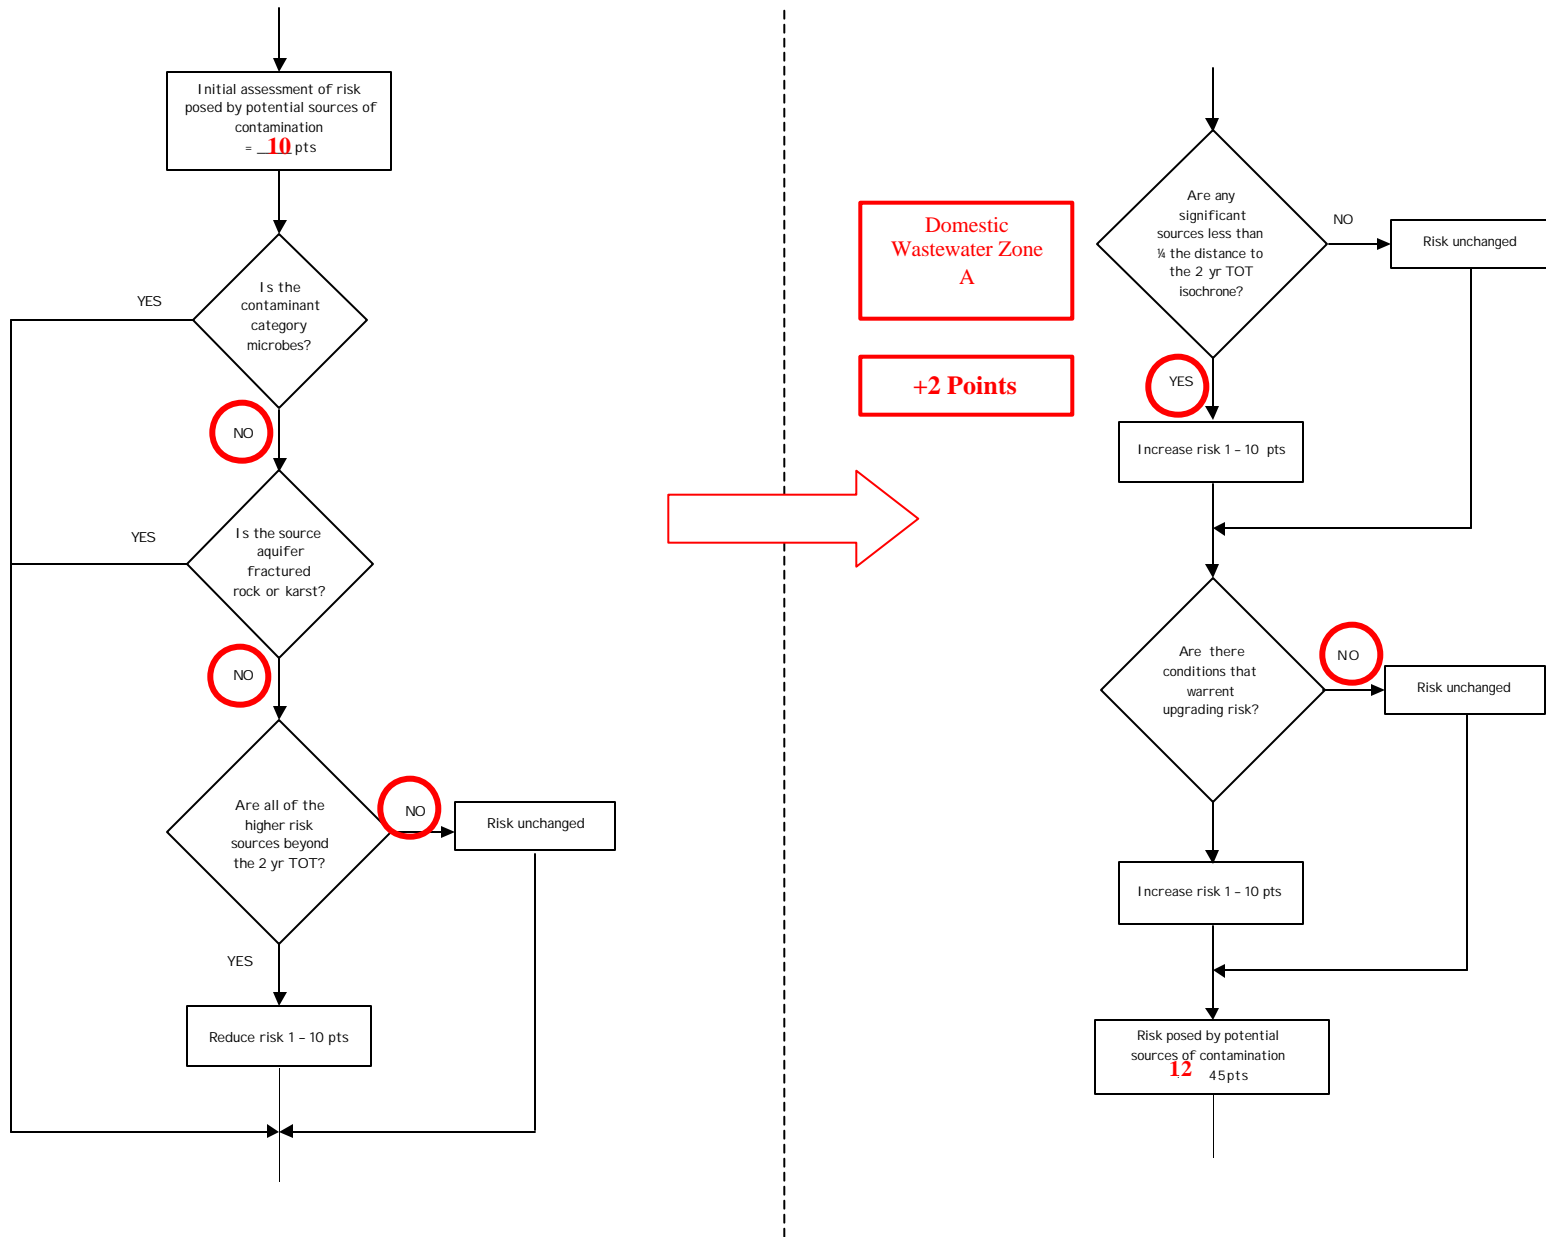 Initial assessment of risk
posed by potential sources of
contamination
= 10 pts
Is the
contaminant
category
microbes?
YES
NO
Is the source
aquifer
fractured
rock or karst?
YES
NO
Are all of the
higher risk
sources beyond
the 2 yr TOT?
NO
Risk unchanged
YES
Reduce risk 1 – 10 pts
Domestic
Wastewater Zone
A
+2 Points
Are any
significant
sources less than
¼ the distance to
the 2 yr TOT
isochrone?
NO
Risk unchanged
YES
Increase risk 1 – 10 pts
Are there
conditions that
warrent
upgrading risk?
NO
Risk unchanged
Increase risk 1 – 10 pts
Risk posed by potential
sources of contamination
12 45pts